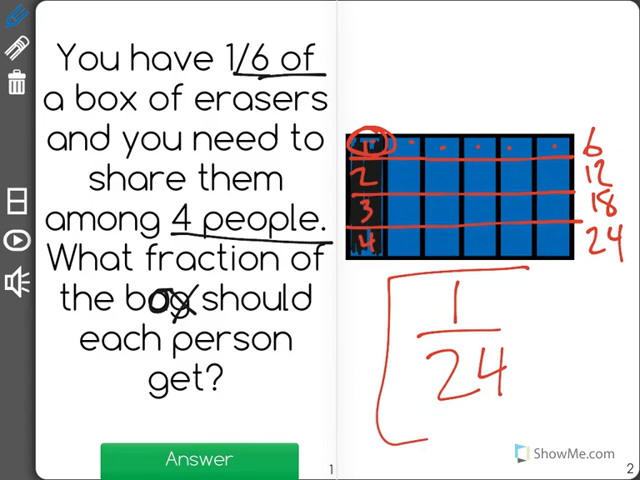 You have 1/6 of
a box of erasers
and you need to
share them
among 4 people.
What fraction of
the box should
each person
get?
Answer
1
1
2
3
4
6
12
18
24
1
24
ShowMe.com
2